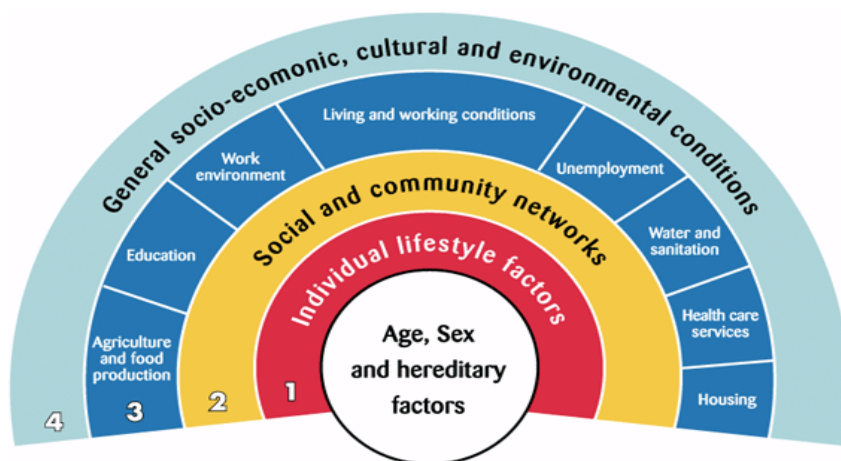 General socio-ecomonic, cultural and environmental conditions
Living and working conditions
Work
environment
Unemployment
Education
Water and
sanitation
Agriculture
and food
production
Health care
services
Housing
Social and community networks
Individual lifestyle factors
Age, Sex
and hereditary
factors
4
3
2
1